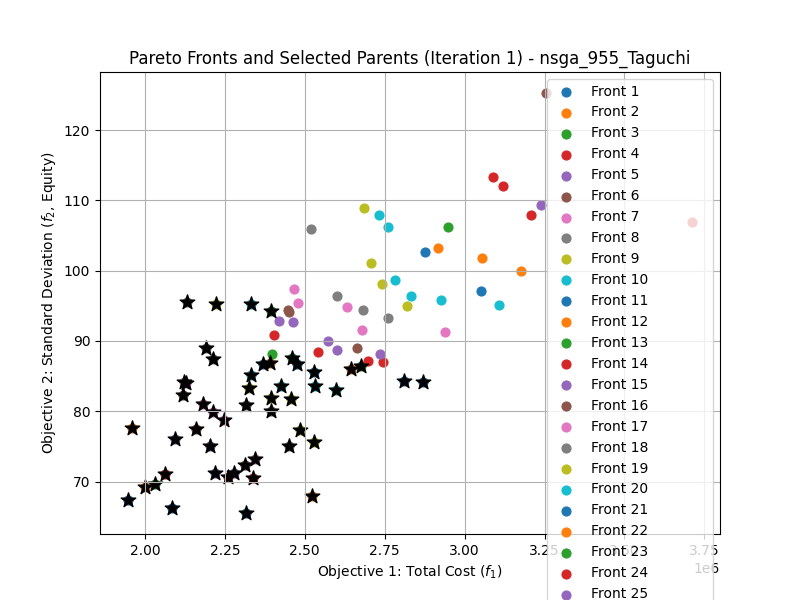 Pareto Fronts and Selected Parents (Iteration 1) - nsga_955_Taguchi
Objective 2: Standard Deviation (f₂, Equity)
120
110
100
90
80
70
2.00
2.25
2.50
2.75
3.00
3.25
3.75
1e6
Objective 1: Total Cost (f₁)
Front 1
Front 2
Front 3
Front 4
Front 5
Front 6
Front 7
Front 8
Front 9
Front 10
Front 11
Front 12
Front 13
Front 14
Front 15
Front 16
Front 17
Front 18
Front 19
Front 20
Front 21
Front 22
Front 23
Front 24
Front 25